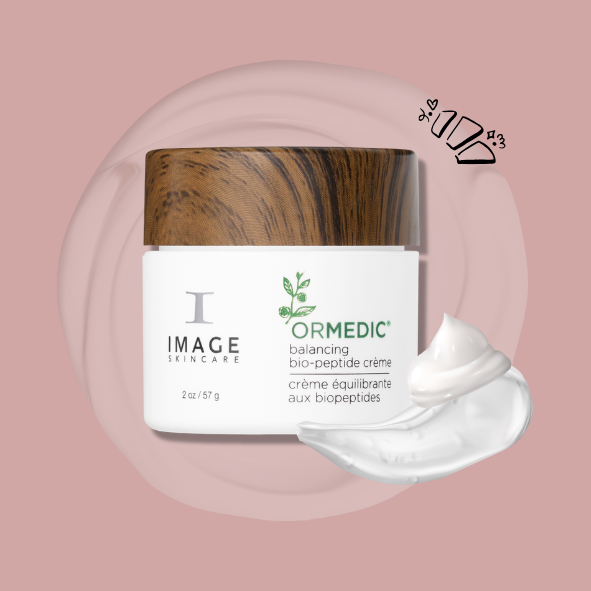 I
IMAGE
SKINCARE
2 oz / 57 g
ORMEDIC®
balancing
bio-peptide crème
crème équilibrante
aux biopeptides